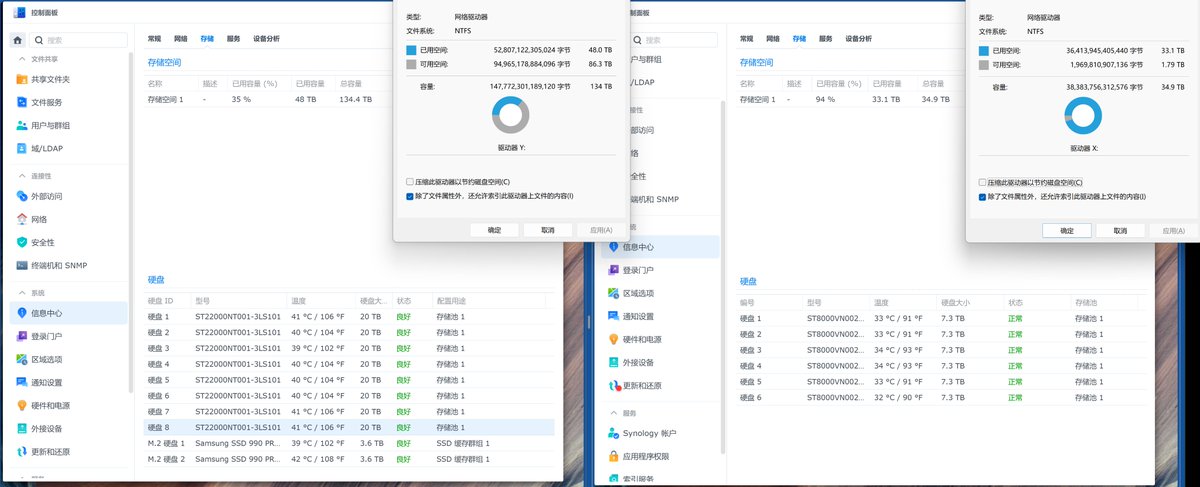 控制面板
搜索
文件共享
共享文件夹
文件服务
用户与群组
域/LDAP
连接性
外部访问
网络
安全性
终端机和 SNMP
系统
信息中心
登录门户
区域选项
通知设置
硬件和电源
外接设备
更新和还原
常规 网络 存储 服务 设备分析
存储空间
名称 描述 已用容量 (%) 已用容量 总容量
存储空间 1 - 35 % 48 TB 134.4 TB
硬盘
硬盘 ID 型号 温度 硬盘大... 状态 配置用途
硬盘 1 ST22000NT001-3LS101 41 °C / 106 °F 20 TB 良好 存储池 1
硬盘 2 ST22000NT001-3LS101 40 °C / 104 °F 20 TB 良好 存储池 1
硬盘 3 ST22000NT001-3LS101 39 °C / 102 °F 20 TB 良好 存储池 1
硬盘 4 ST22000NT001-3LS101 40 °C / 104 °F 20 TB 良好 存储池 1
硬盘 5 ST22000NT001-3LS101 40 °C / 104 °F 20 TB 良好 存储池 1
硬盘 6 ST22000NT001-3LS101 40 °C / 104 °F 20 TB 良好 存储池 1
硬盘 7 ST22000NT001-3LS101 41 °C / 106 °F 20 TB 良好 存储池 1
硬盘 8 ST22000NT001-3LS101 41 °C / 106 °F 20 TB 良好 存储池 1
M.2 硬盘 1 Samsung SSD 990 PR... 39 °C / 102 °F 3.6 TB 良好 SSD 缓存群组 1
M.2 硬盘 2 Samsung SSD 990 PR... 42 °C / 108 °F 3.6 TB 良好 SSD 缓存群组 1
类型: 网络驱动器
文件系统: NTFS
已用空间: 52,807,122,305,024 字节 48.0 TB
可用空间: 94,965,178,884,096 字节 86.3 TB
容量: 147,772,301,189,120 字节 134 TB
驱动器 Y:
压缩此驱动器以节约磁盘空间(C)
除了文件属性外，还允许索引此驱动器上文件的内容(I)
确定 取消 应用(A)
制面板
搜索
户与群组
/LDAP
接性
部访问
络
全性
端机和 SNMP
统
信息中心
登录门户
区域选项
通知设置
硬件和电源
外接设备
更新和还原
服务
Synology 帐户
应用程序权限
索引服务
常规 网络 存储 服务 设备分析
存储空间
名称 描述 已用容量 (%) 已用容量 总容量
存储空间 1 - 94 % 33.1 TB 34.9 TB
硬盘
编号 型号 温度 硬盘大小 状态 存储池
硬盘 1 ST8000VN002... 33 °C / 91 °F 7.3 TB 正常 存储池 1
硬盘 2 ST8000VN002... 33 °C / 91 °F 7.3 TB 正常 存储池 1
硬盘 3 ST8000VN002... 34 °C / 93 °F 7.3 TB 正常 存储池 1
硬盘 4 ST8000VN002... 34 °C / 93 °F 7.3 TB 正常 存储池 1
硬盘 5 ST8000VN002... 33 °C / 91 °F 7.3 TB 正常 存储池 1
硬盘 6 ST8000VN002... 32 °C / 90 °F 7.3 TB 正常 存储池 1
类型: 网络驱动器
文件系统: NTFS
已用空间: 36,413,945,405,440 字节 33.1 TB
可用空间: 1,969,810,907,136 字节 1.79 TB
容量: 38,383,756,312,576 字节 34.9 TB
驱动器 X:
压缩此驱动器以节约磁盘空间(C)
除了文件属性外，还允许索引此驱动器上文件的内容(I)
确定 取消 应用(A)